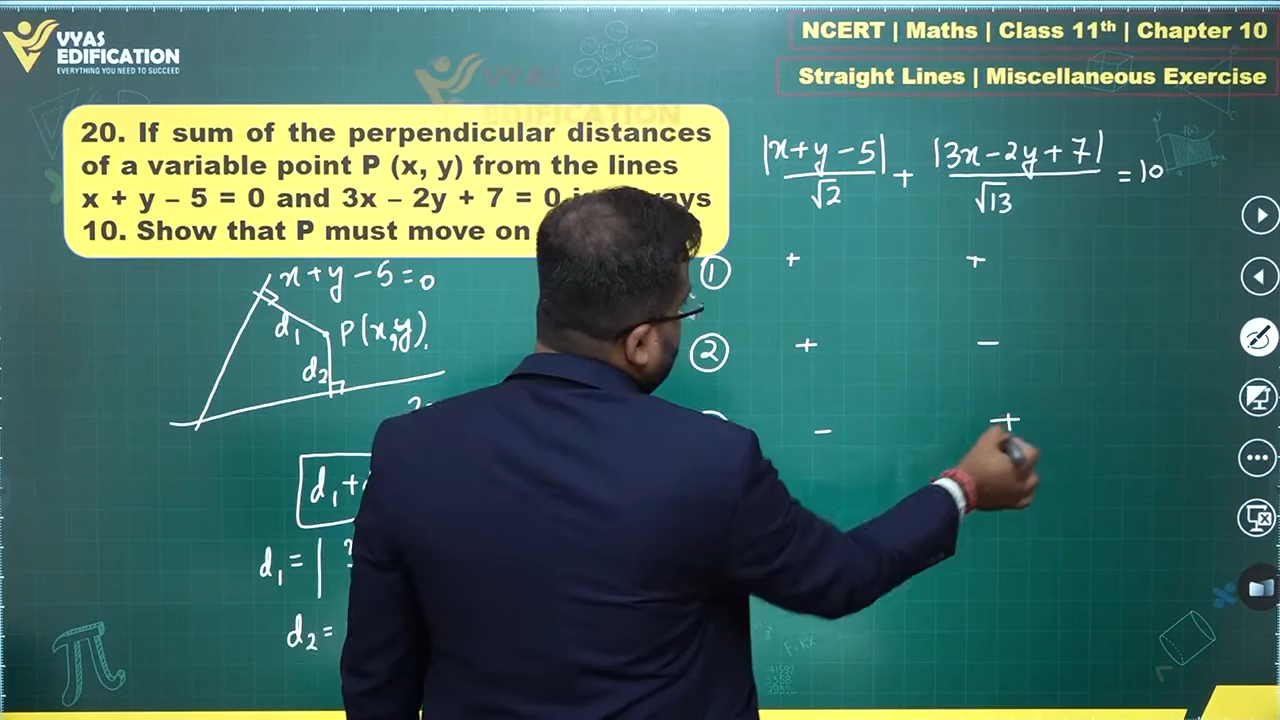 VYAS
EDIFICATION
EVERYTHING YOU NEED TO SUCCEED
VYAS
EDIFICATION
NCERT | Maths | Class 11th | Chapter 10
Straight Lines | Miscellaneous Exercise
20. If sum of the perpendicular distances
of a variable point P (x, y) from the lines
x + y – 5 = 0 and 3x – 2y + 7 = 0
10. Show that P must move on
|x+y-5|/√2 + |3x-2y+7|/√13 = 10
① + +
② + -
- +
x+y-5=0
d₁ P(x,y).
d₂
d₁+
d₁ = |
d₂ =
π